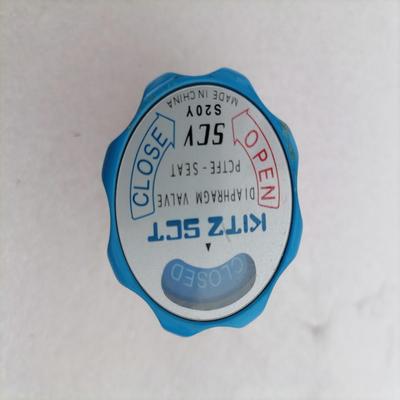 CLOSED
KITZ SCT
DIAPHRAGM VALVE
PCTFE-SEAT
OPEN
CLOSE
SCV
S20Y
MADE IN CHINA